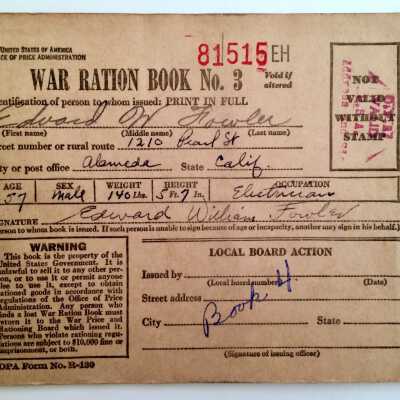 UNITED STATES OF AMERICA
OFFICE OF PRICE ADMINISTRATION
81515 EH
WAR RATION BOOK No. 3
Void if altered
Identification of person to whom issued: PRINT IN FULL
Edward W Fowler
(First name) (Middle name) (Last name)
Street number or rural route 1210 Pearl St
City or post office Alameda State Calif.
AGE SEX WEIGHT HEIGHT OCCUPATION
57 Male 140 Lbs. 5 Ft. 7 In. Electrician
SIGNATURE Edward William Fowler
(Person to whom book is issued. If such person is unable to sign because of age or incapacity, another may sign in his behalf.)
NOT
VALID
WITHOUT
STAMP
WARNING
This book is the property of the
United States Government. It is
unlawful to sell it to any other per-
son, or to use it or permit anyone
else to use it, except to obtain
rationed goods in accordance with
regulations of the Office of Price
Administration. Any person who
finds a lost War Ration Book must
return it to the War Price and
Rationing Board which issued it.
Persons who violate rationing regu-
lations are subject to $10,000 fine or
imprisonment, or both.
OPA Form No. R-130
LOCAL BOARD ACTION
Issued by
(Local board number) (Date)
Street address
City State
Book H
(Signature of issuing officer)